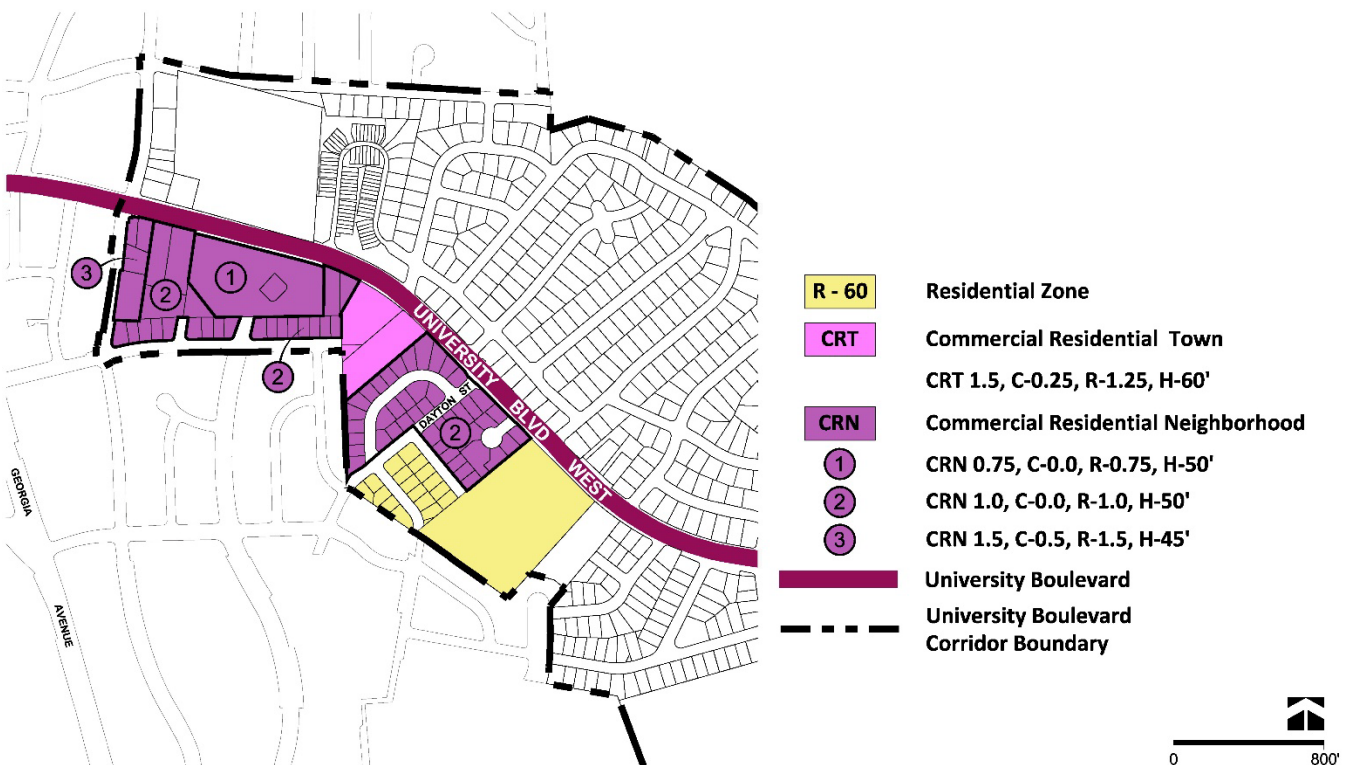 3
2
1
2
UNIVERSITY BLVD WEST
DAYTON ST
2
GEORGIA
AVENUE
R - 60 Residential Zone
CRT Commercial Residential Town
CRT 1.5, C-0.25, R-1.25, H-60'
CRN Commercial Residential Neighborhood
1 CRN 0.75, C-0.0, R-0.75, H-50'
2 CRN 1.0, C-0.0, R-1.0, H-50'
3 CRN 1.5, C-0.5, R-1.5, H-45'
University Boulevard
University Boulevard
Corridor Boundary
0 800'